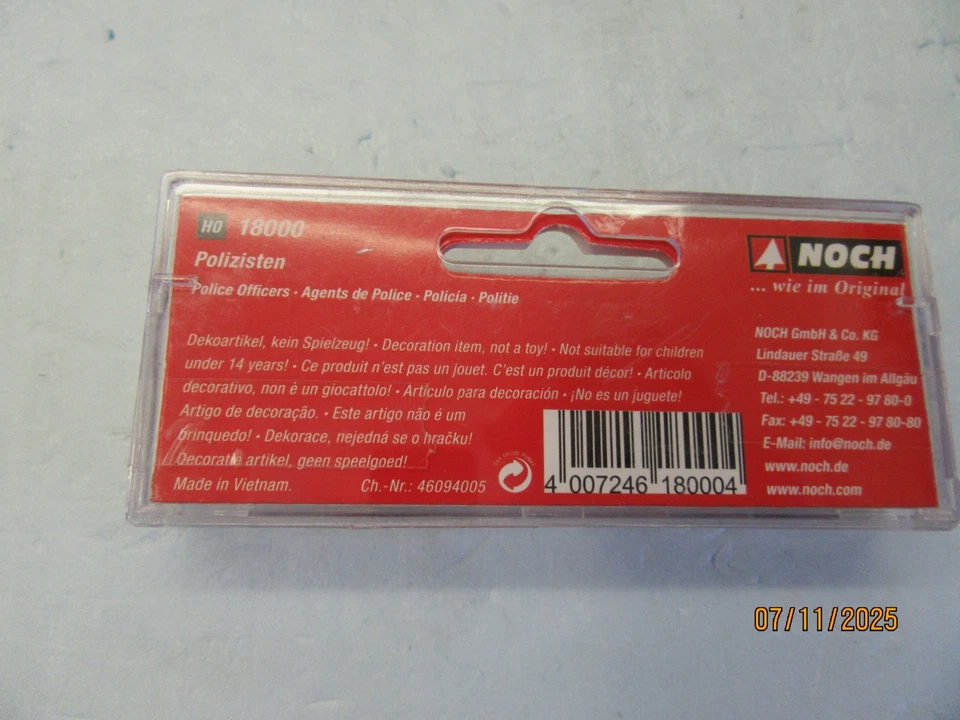 HO 18000
Polizisten
Police Officers · Agents de Police · Policía · Politie
NOCH
... wie im Original
Dekoartikel, kein Spielzeug! · Decoration item, not a toy! · Not suitable for children
under 14 years! · Ce produit n'est pas un jouet. C'est un produit décor! · Articolo
decorativo, non è un giocattolo! · Artículo para decoración · ¡No es un juguete!
Artigo de decoração. · Este artigo não é um
brinquedo! · Dekorace, nejedná se o hračku!
Decoratie artikel, geen speelgoed!
Made in Vietnam.
Ch.-Nr.: 46094005
DER GRÜNE PUNKT
4 007246 180004
NOCH GmbH & Co. KG
Lindauer Straße 49
D-88239 Wangen im Allgäu
Tel.: +49 - 75 22 - 97 80-0
Fax: +49 - 75 22 - 97 80-80
E-Mail: info@noch.de
www.noch.de
www.noch.com
07/11/2025